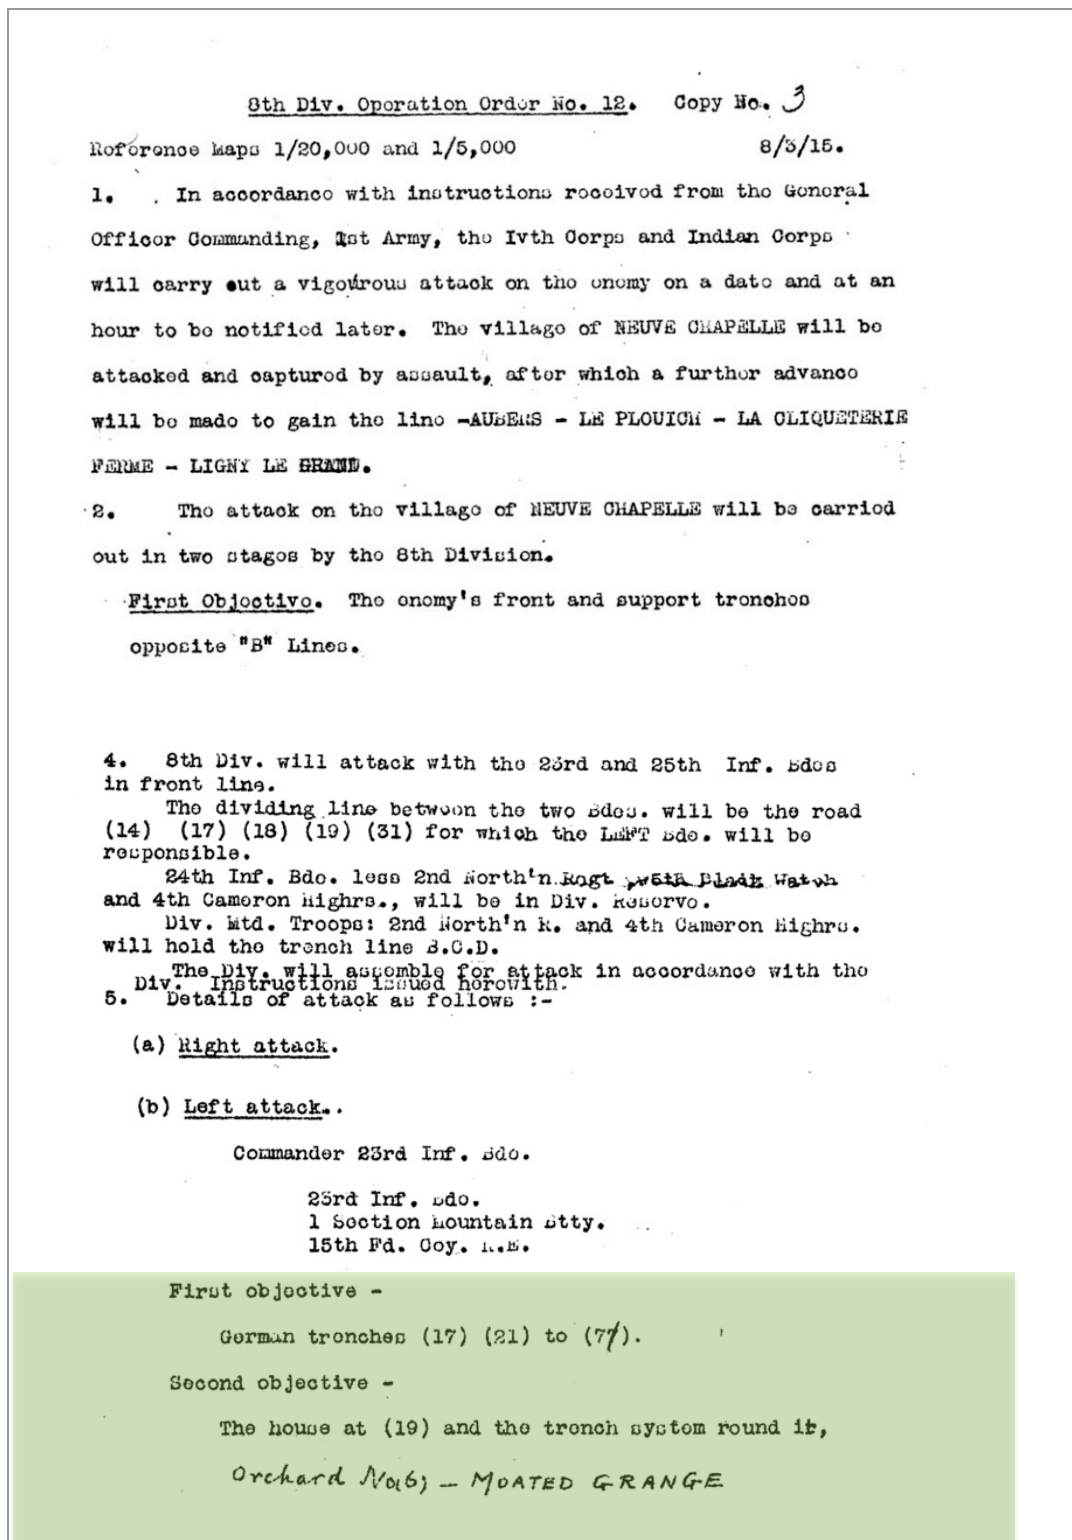 8th Div. Operation Order No. 12. Copy No. 3
Reference Maps 1/20,000 and 1/5,000 8/3/15.
1. In accordance with instructions received from the General
Officer Commanding, 1st Army, the IVth Corps and Indian Corps
will carry out a vigourous attack on the enemy on a date and at an
hour to be notified later. The village of NEUVE CHAPELLE will be
attacked and captured by assault, after which a further advance
will be made to gain the line -AUBERS - LE PLOUICH - LA CLIQUETERIE
FERME - LIGNY LE GRAND.
2. The attack on the village of NEUVE CHAPELLE will be carried
out in two stages by the 8th Division.
First Objective. The enemy's front and support trenches
opposite "B" Lines.
4. 8th Div. will attack with the 23rd and 25th Inf. Bdes
in front line.
The dividing line between the two Bdes. will be the road
(14) (17) (18) (19) (31) for which the LEFT Bde. will be
responsible.
24th Inf. Bde. less 2nd North'n Regt, 5th Black Watch
and 4th Cameron Highrs., will be in Div. Reserve.
Div. Mtd. Troops: 2nd North'n R. and 4th Cameron Highrs.
will hold the trench line B.C.D.
The Div. will assemble for attack in accordance with the
Div. Instructions issued herewith.
5. Details of attack as follows :-
(a) Right attack.
(b) Left attack..
Commander 23rd Inf. Bde.
23rd Inf. Bde.
1 Section Mountain Btty.
15th Fd. Coy. R.E.
First objective -
German trenches (17) (21) to (77).
Second objective -
The house at (19) and the trench system round it,
Orchard No(6) - MOATED GRANGE